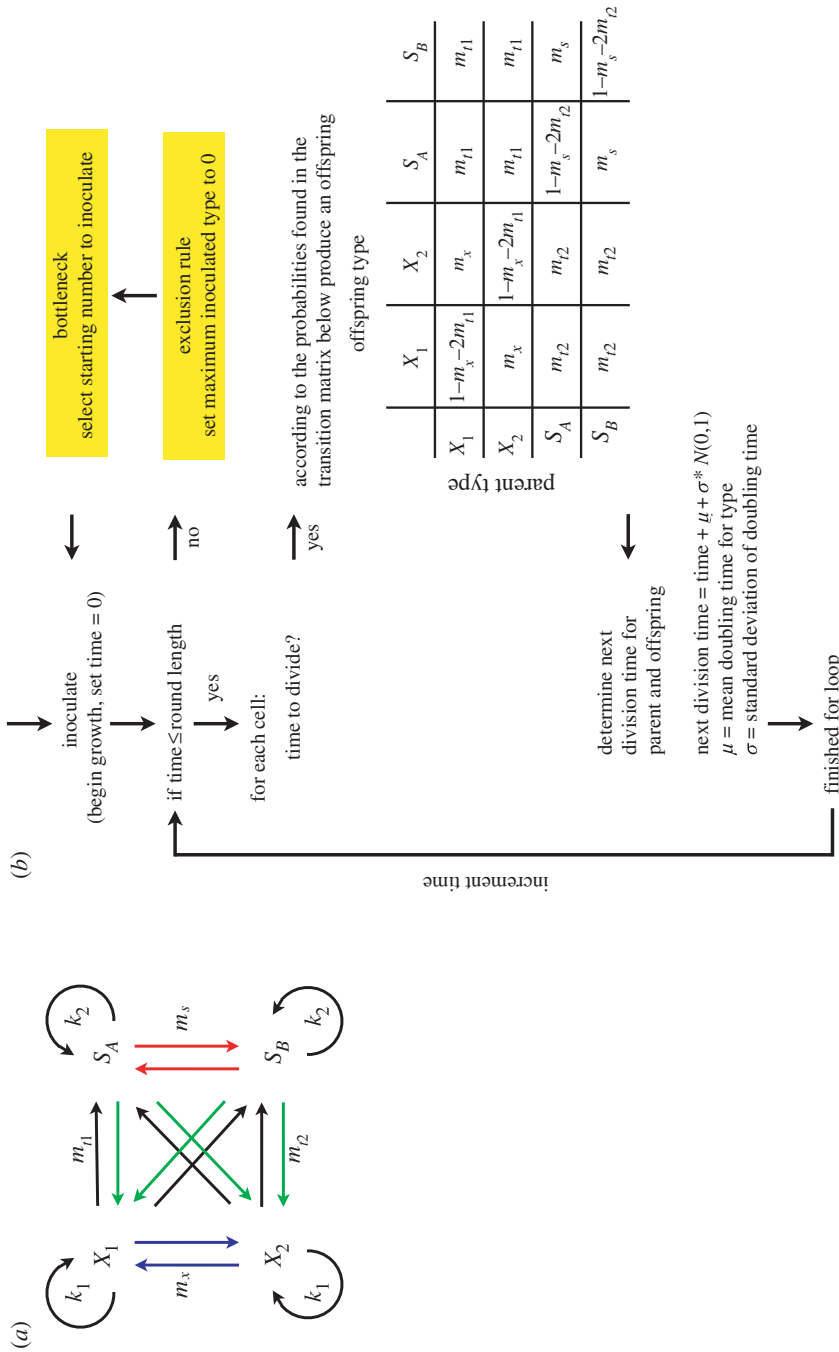 (a)
k1
X1
mt1
SA
k2
mx
ms
k1
X2
mt2
SB
k2
(b)
inoculate
(begin growth, set time = 0)
bottleneck
select starting number to inoculate
if time ≤ round length
no
exclusion rule
set maximum inoculated type to 0
yes
for each cell:
time to divide?
yes
according to the probabilities found in the
transition matrix below produce an offspring
offspring type
X1 X2 SA SB
parent type
X1 1−mx−2mt1 mx mt1 mt1
X2 mx 1−mx−2mt1 mt1 mt1
SA mt2 mt2 1−ms−2mt2 ms
SB mt2 mt2 ms 1−ms−2mt2
determine next
division time for
parent and offspring
next division time = time + µ + σ* N(0,1)
µ = mean doubling time for type
σ = standard deviation of doubling time
finished for loop
increment time